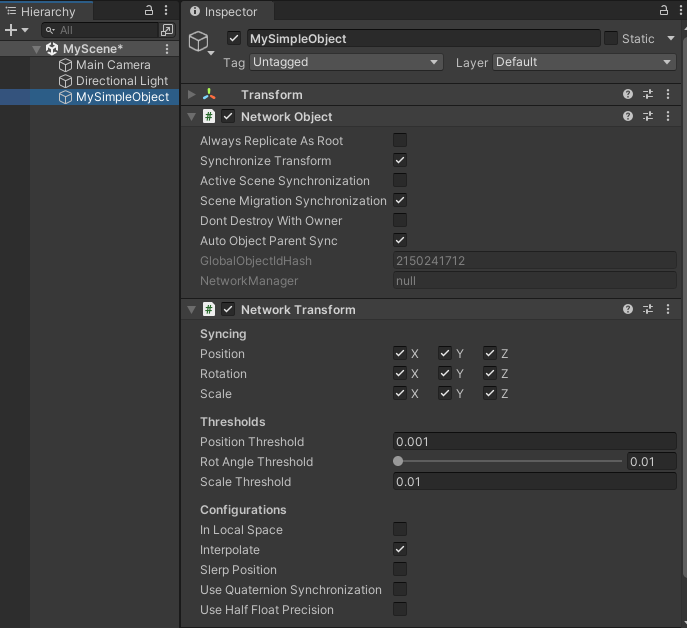 Hierarchy
All
MyScene*
Main Camera
Directional Light
MySimpleObject
Inspector
MySimpleObject
Static
Tag Untagged Layer Default
Transform
# Network Object
Always Replicate As Root
Synchronize Transform
Active Scene Synchronization
Scene Migration Synchronization
Dont Destroy With Owner
Auto Object Parent Sync
GlobalObjectIdHash 2150241712
NetworkManager null
# Network Transform
Syncing
Position X Y Z
Rotation X Y Z
Scale X Y Z
Thresholds
Position Threshold 0.001
Rot Angle Threshold 0.01
Scale Threshold 0.01
Configurations
In Local Space
Interpolate
Slerp Position
Use Quaternion Synchronization
Use Half Float Precision